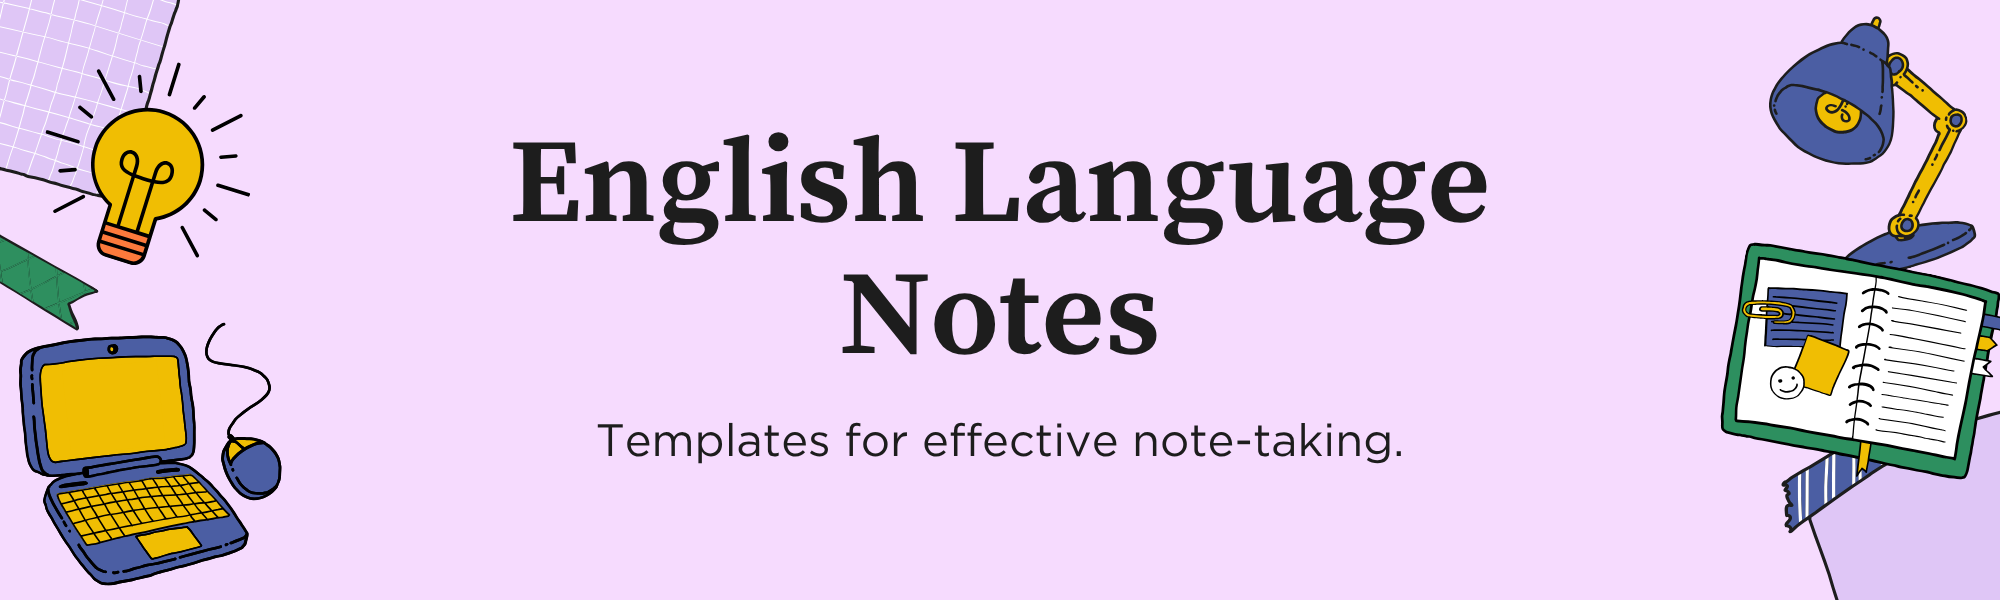 English Language
Notes
Templates for effective note-taking.